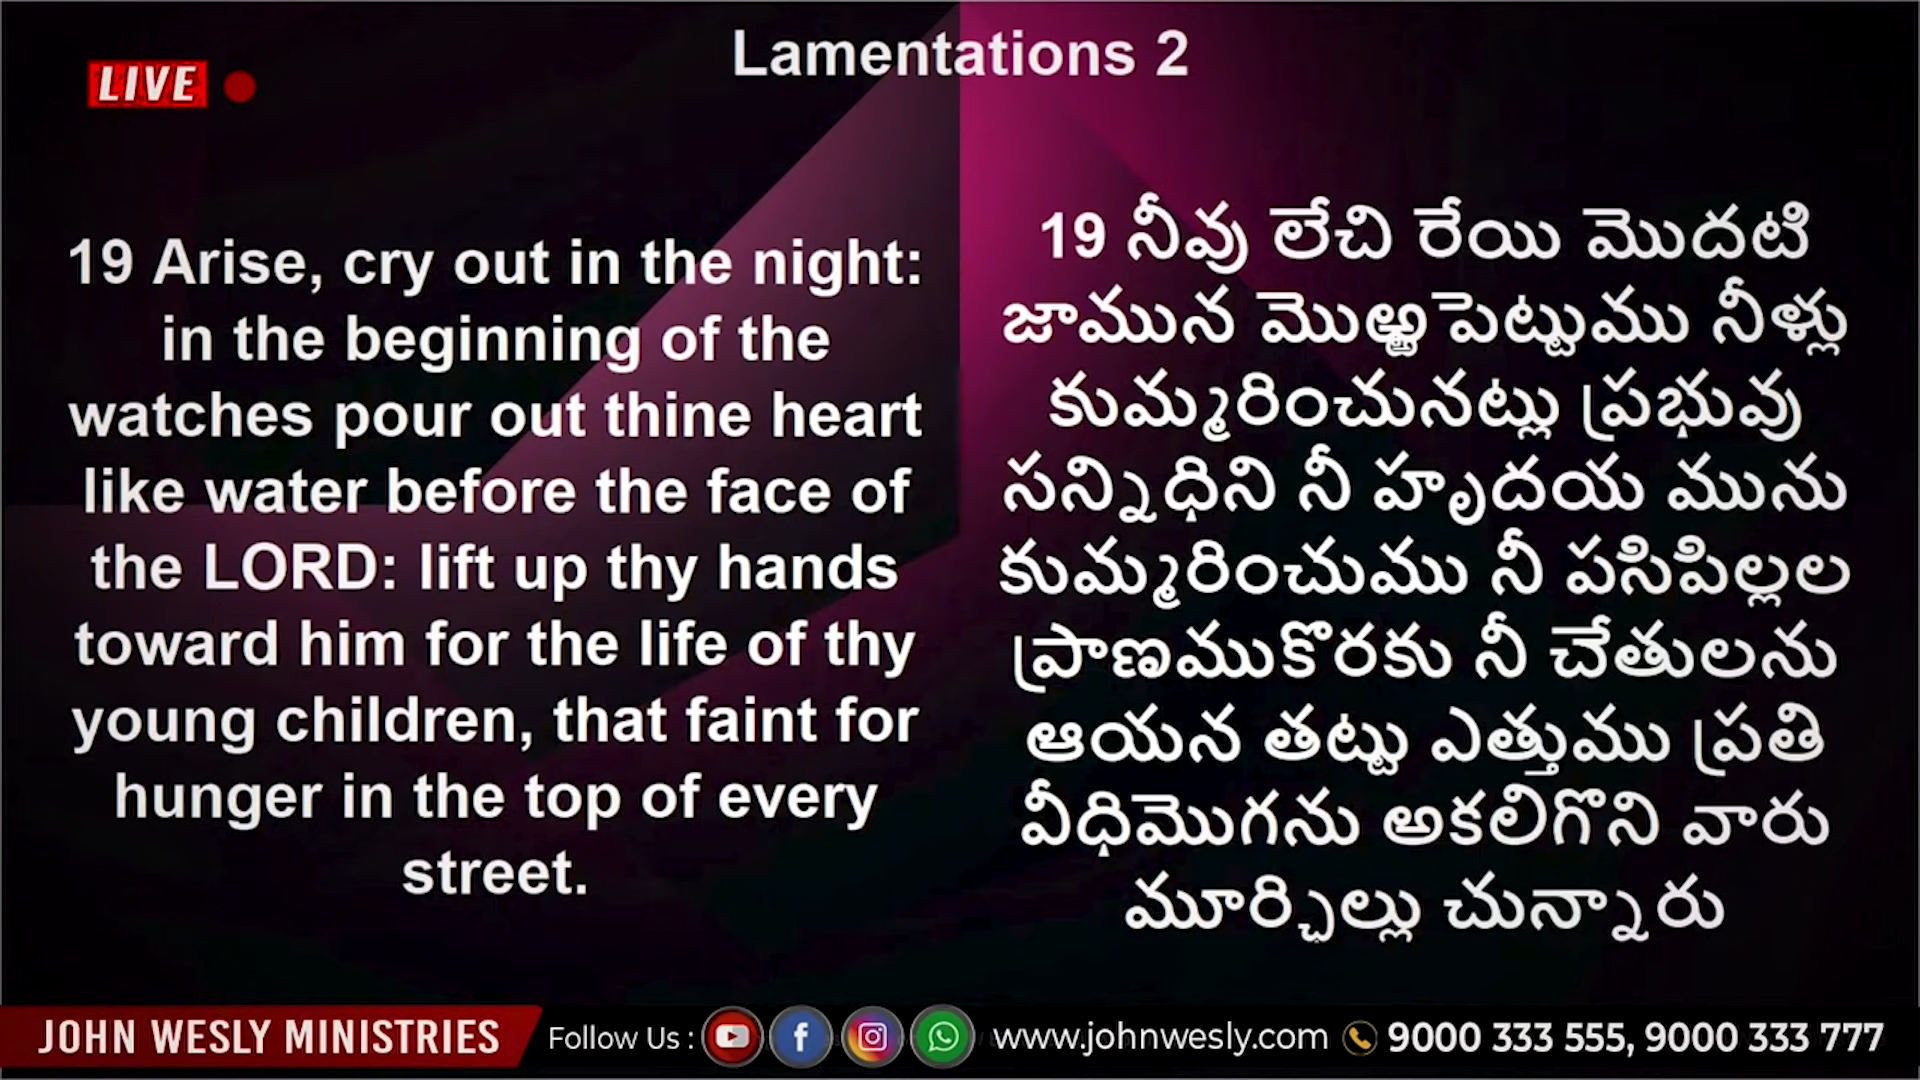 Lamentations 2
LIVE
19 Arise, cry out in the night:
in the beginning of the
watches pour out thine heart
like water before the face of
the LORD: lift up thy hands
toward him for the life of thy
young children, that faint for
hunger in the top of every
street.
19 నీవు లేచి రేయి మొదటి
జామున మొఱ్ఱపెట్టుము నీళ్లు
కుమ్మరించునట్లు ప్రభువు
సన్నిధిని నీ హృదయ మును
కుమ్మరించుము నీ పసిపిల్లల
ప్రాణముకొరకు నీ చేతులను
ఆయన తట్టు ఎత్తుము ప్రతి
వీధిమొగను అకలిగొని వారు
మూర్ఛిల్లు చున్నారు
JOHN WESLY MINISTRIES Follow Us : www.johnwesly.com 9000 333 555, 9000 333 777